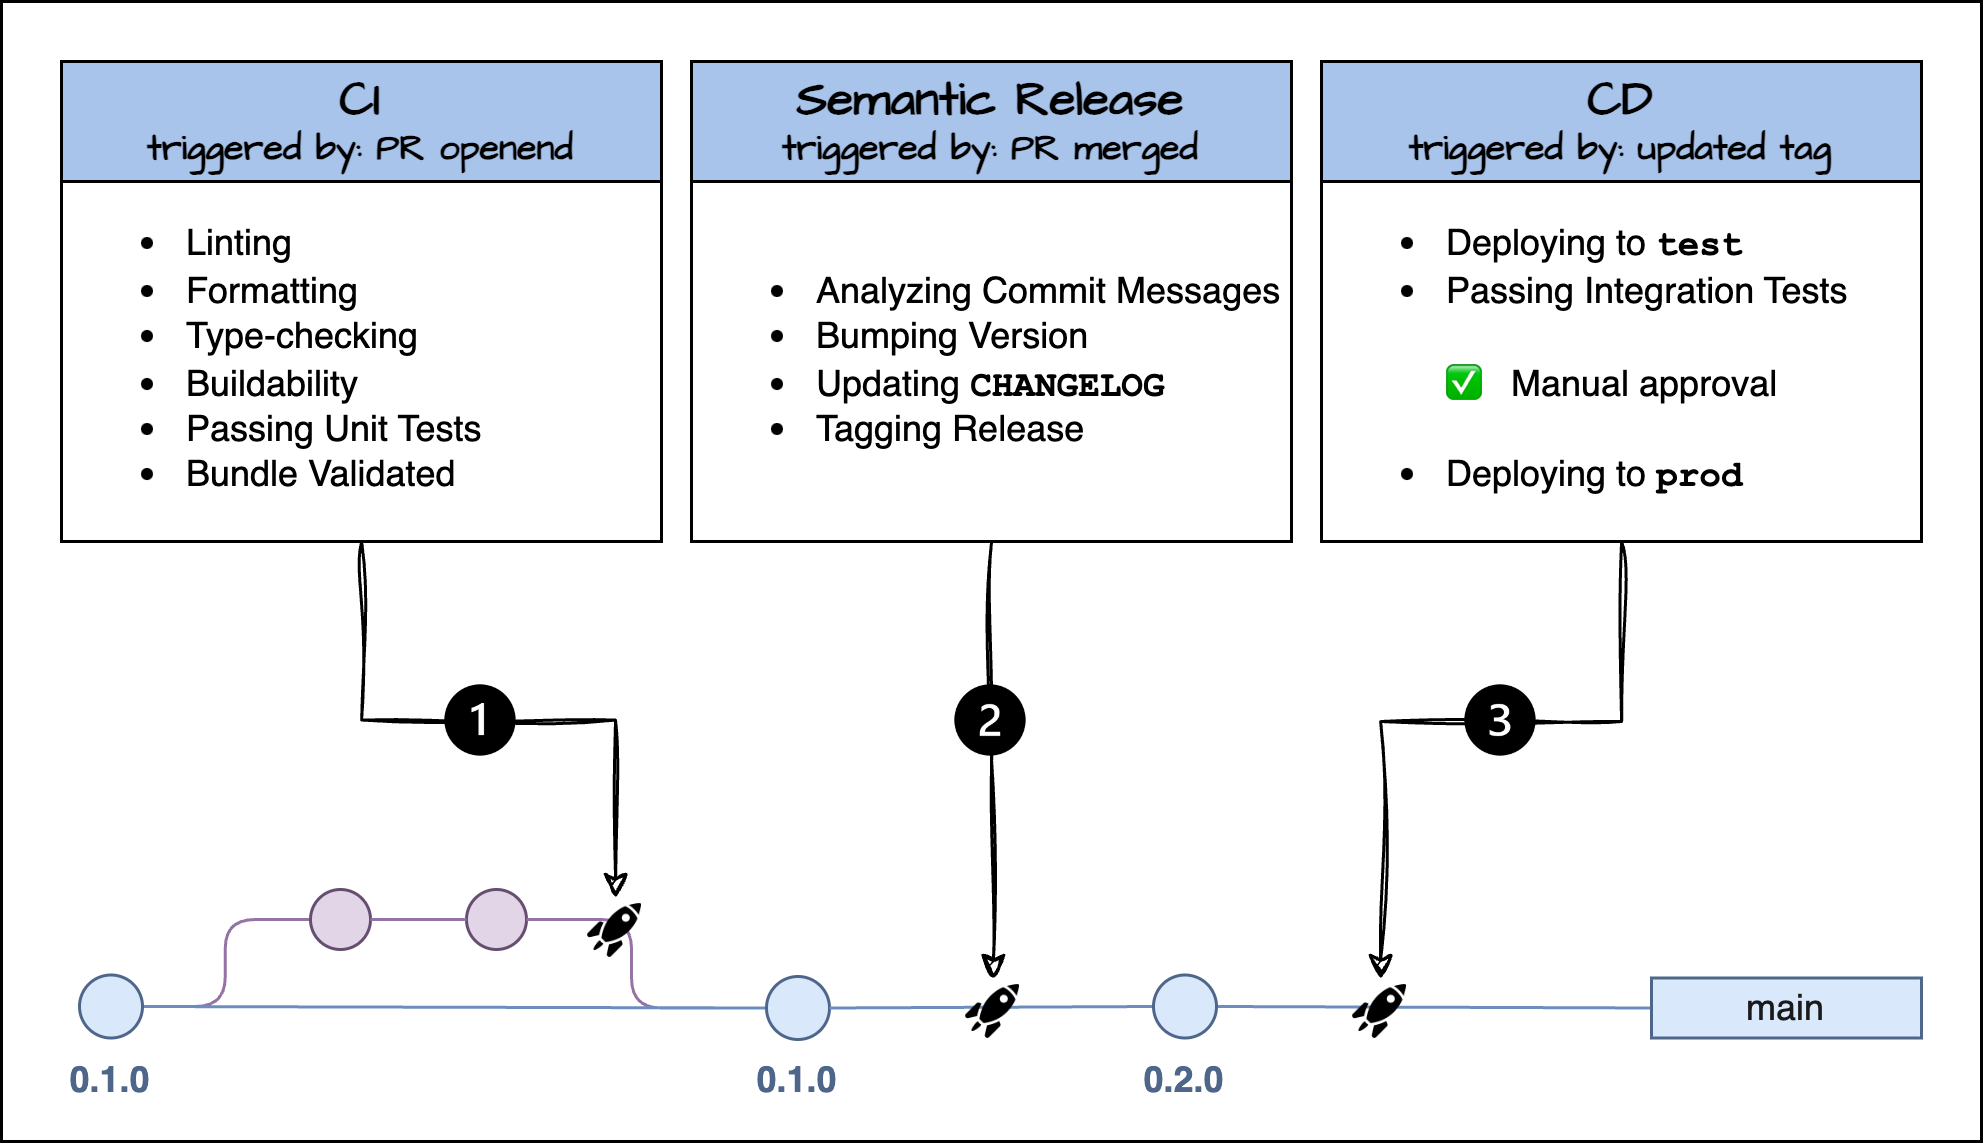 CI
triggered by: PR openend
Linting
Formatting
Type-checking
Buildability
Passing Unit Tests
Bundle Validated
Semantic Release
triggered by: PR merged
Analyzing Commit Messages
Bumping Version
Updating CHANGELOG
Tagging Release
CD
triggered by: updated tag
Deploying to test
Passing Integration Tests
✅ Manual approval
Deploying to prod
1
2
3
main
0.1.0
0.1.0
0.2.0